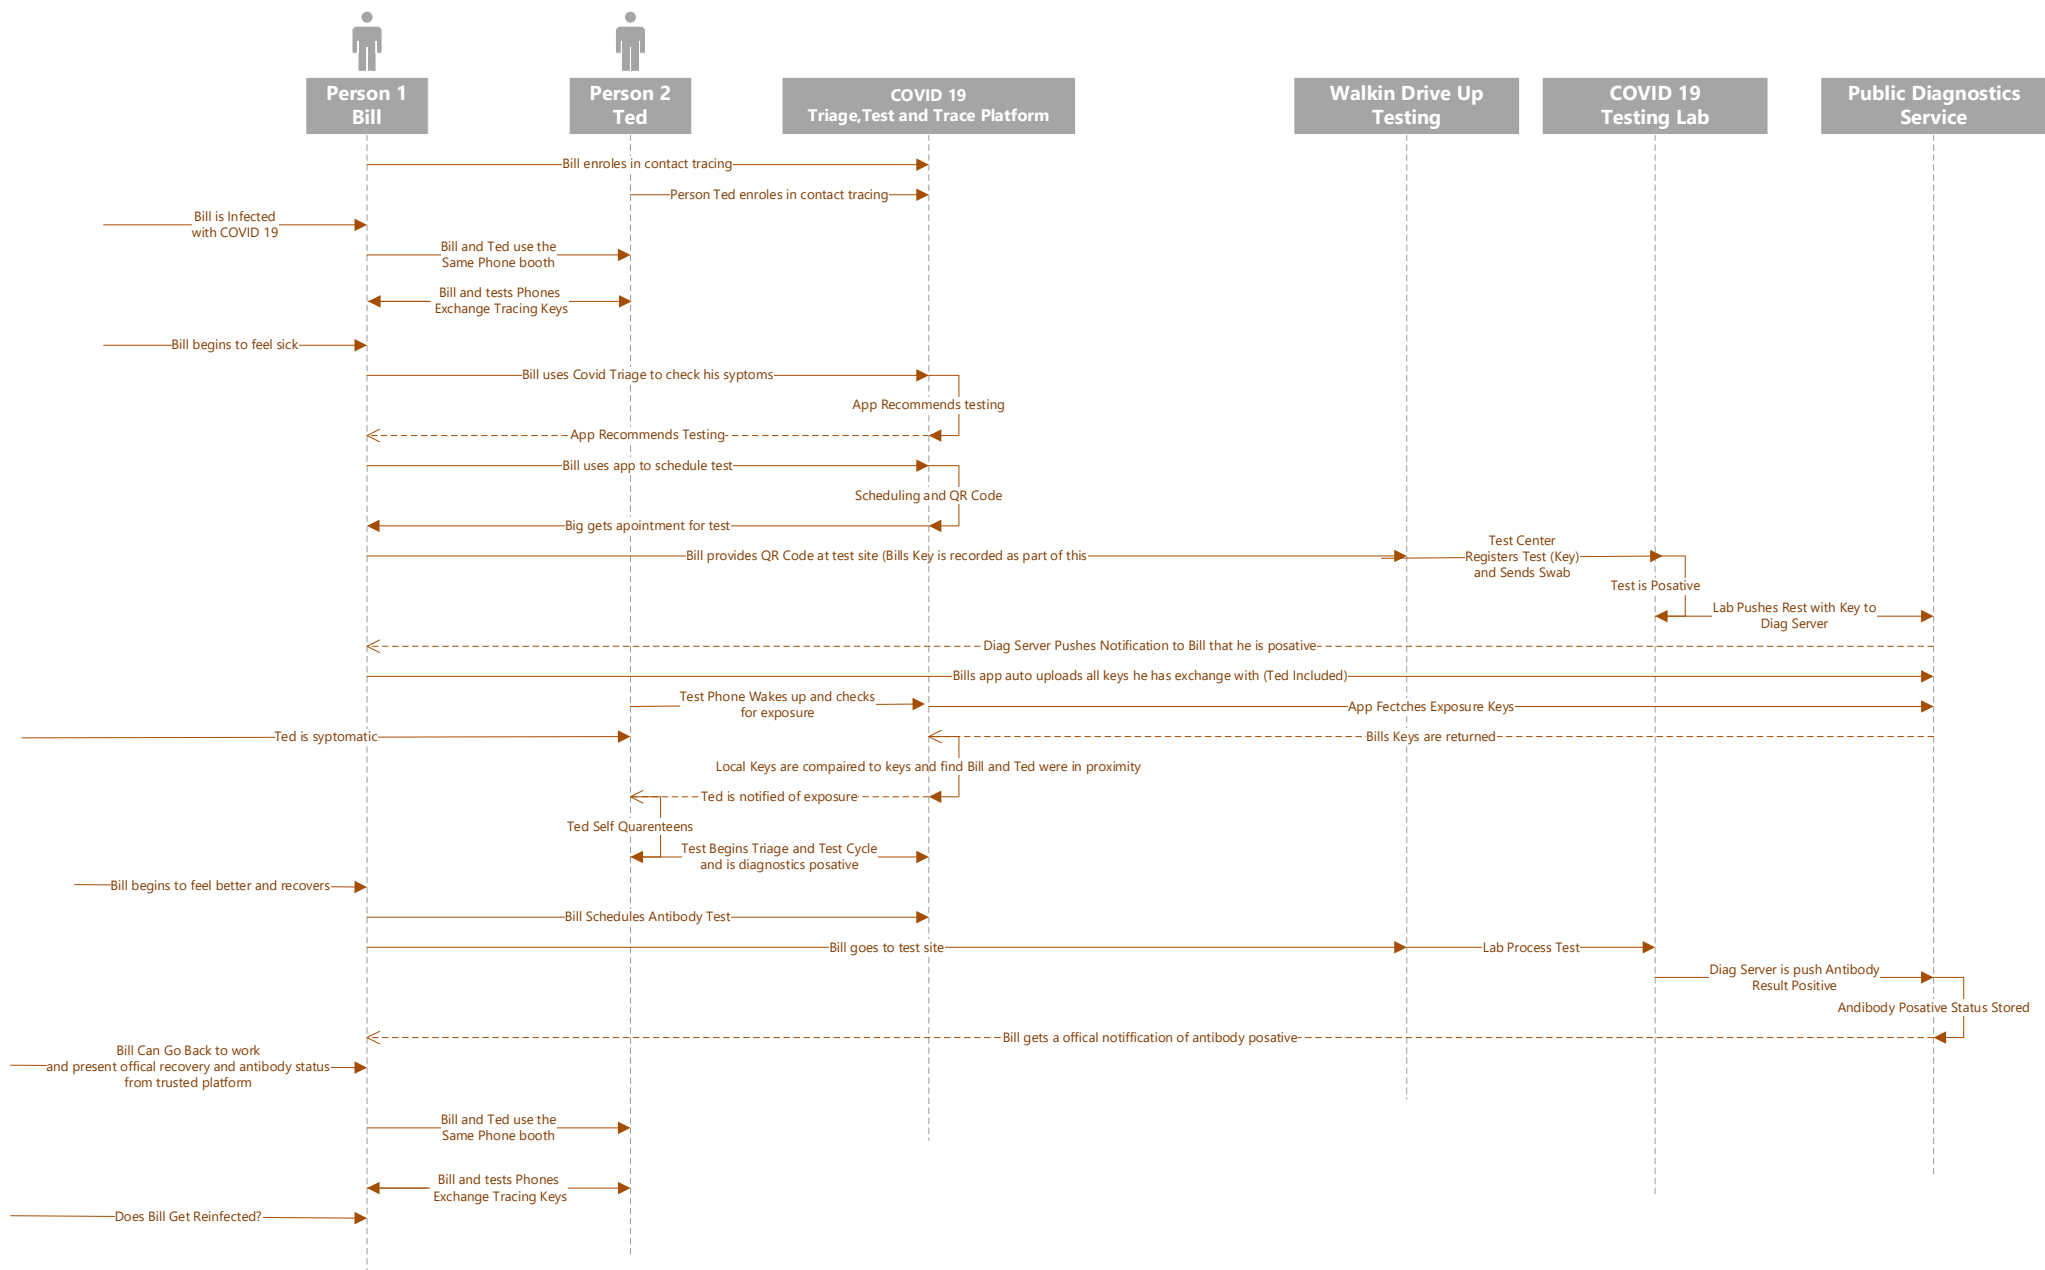 Person 1
Bill
Person 2
Ted
COVID 19
Triage,Test and Trace Platform
Walkin Drive Up
Testing
COVID 19
Testing Lab
Public Diagnostics
Service
Bill enroles in contact tracing
Person Ted enroles in contact tracing
Bill is Infected
with COVID 19
Bill and Ted use the
Same Phone booth
Bill and tests Phones
Exchange Tracing Keys
Bill begins to feel sick
Bill uses Covid Triage to check his syptoms
App Recommends testing
App Recommends Testing
Bill uses app to schedule test
Scheduling and QR Code
Big gets apointment for test
Bill provides QR Code at test site (Bills Key is recorded as part of this
Test Center
Registers Test (Key)
and Sends Swab
Test is Posative
Lab Pushes Rest with Key to
Diag Server
Diag Server Pushes Notification to Bill that he is posative
Bills app auto uploads all keys he has exchange with (Ted Included)
Test Phone Wakes up and checks
for exposure
App Fectches Exposure Keys
Ted is syptomatic
Bills Keys are returned
Local Keys are compaired to keys and find Bill and Ted were in proximity
Ted is notified of exposure
Ted Self Quarenteens
Test Begins Triage and Test Cycle
and is diagnostics posative
Bill begins to feel better and recovers
Bill Schedules Antibody Test
Bill goes to test site
Lab Process Test
Diag Server is push Antibody
Result Positive
Andibody Posative Status Stored
Bill gets a offical notiffication of antibody posative
Bill Can Go Back to work
and present offical recovery and antibody status
from trusted platform
Bill and Ted use the
Same Phone booth
Bill and tests Phones
Exchange Tracing Keys
Does Bill Get Reinfected?